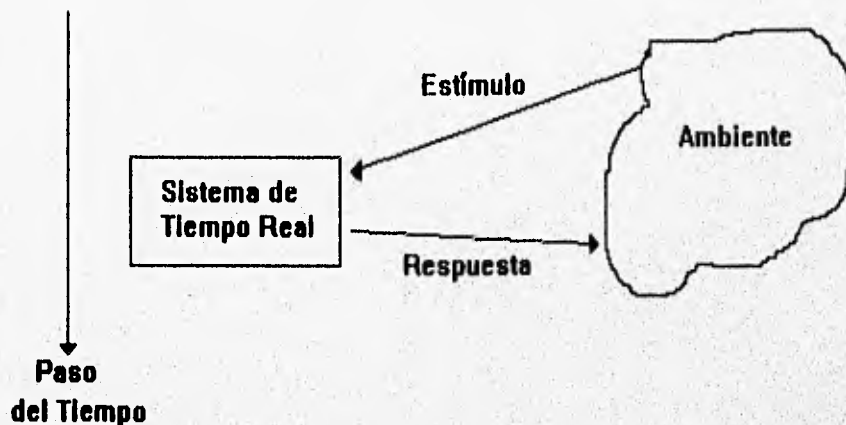 Estímulo
Ambiente
Sistema de
Tiempo Real
Respuesta
Paso
del Tiempo